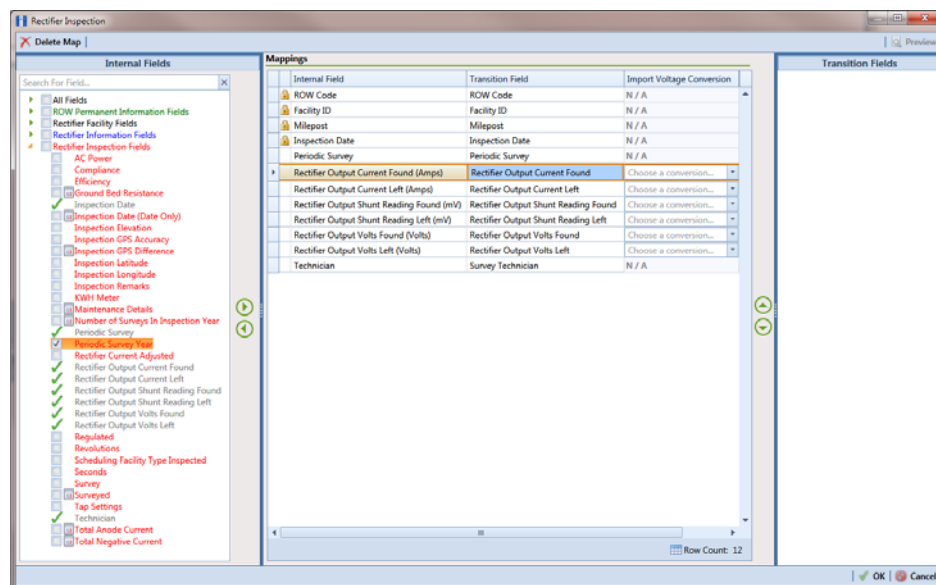 Rectifier Inspection
Delete Map
Preview
Internal Fields
Search For Field...
All Fields
ROW Permanent Information Fields
Rectifier Facility Fields
Rectifier Information Fields
Rectifier Inspection Fields
AC Power
Compliance
Efficiency
Ground Bed Resistance
Inspection Date
Inspection Date (Date Only)
Inspection Elevation
Inspection GPS Accuracy
Inspection GPS Difference
Inspection Latitude
Inspection Longitude
Inspection Remarks
KWH Meter
Maintenance Details
Number of Surveys In Inspection Year
Periodic Survey
Periodic Survey Year
Rectifier Current Adjusted
Rectifier Output Current Found
Rectifier Output Current Left
Rectifier Output Shunt Reading Found
Rectifier Output Shunt Reading Left
Rectifier Output Volts Found
Rectifier Output Volts Left
Regulated
Revolutions
Scheduling Facility Type Inspected
Seconds
Survey
Surveyed
Tap Settings
Technician
Total Anode Current
Total Negative Current
Mappings
Internal Field Transition Field Import Voltage Conversion
ROW Code ROW Code N / A
Facility ID Facility ID N / A
Milepost Milepost N / A
Inspection Date Inspection Date N / A
Periodic Survey Periodic Survey N / A
Rectifier Output Current Found (Amps) Rectifier Output Current Found Choose a conversion...
Rectifier Output Current Left (Amps) Rectifier Output Current Left Choose a conversion...
Rectifier Output Shunt Reading Found (mV) Rectifier Output Shunt Reading Found Choose a conversion...
Rectifier Output Shunt Reading Left (mV) Rectifier Output Shunt Reading Left Choose a conversion...
Rectifier Output Volts Found (Volts) Rectifier Output Volts Found Choose a conversion...
Rectifier Output Volts Left (Volts) Rectifier Output Volts Left Choose a conversion...
Technician Survey Technician N / A
Row Count: 12
Transition Fields
OK Cancel